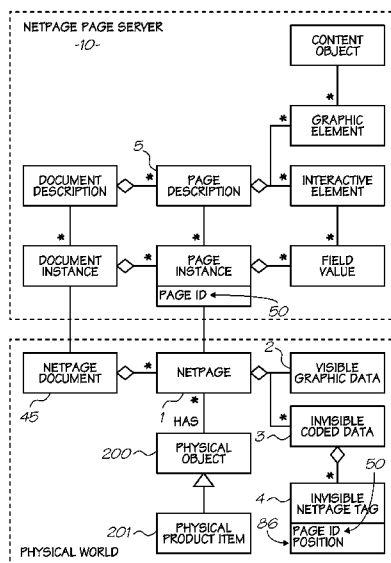 NETPAGE PAGE SERVER
-10-
CONTENT
OBJECT
*
GRAPHIC
ELEMENT
5
*
DOCUMENT
DESCRIPTION
*
PAGE
DESCRIPTION
*
INTERACTIVE
ELEMENT
*
*
*
DOCUMENT
INSTANCE
*
PAGE
INSTANCE
*
FIELD
VALUE
PAGE ID
50
NETPAGE
DOCUMENT
*
NETPAGE
2
VISIBLE
GRAPHIC DATA
45
1
*
HAS
*
3
INVISIBLE
CODED DATA
200
PHYSICAL
OBJECT
*
50
4
INVISIBLE
NETPAGE TAG
201
PHYSICAL
PRODUCT ITEM
86
PAGE ID
POSITION
PHYSICAL WORLD